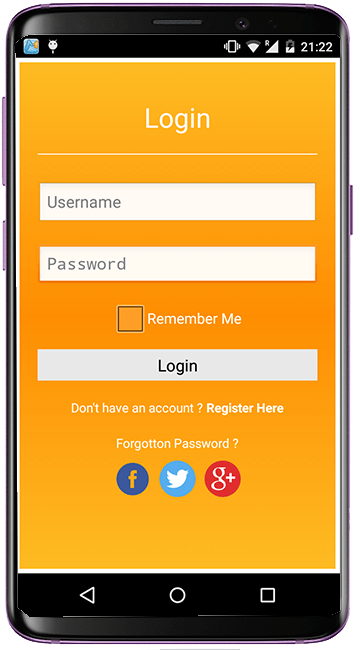 R
21:22
Login
Username
Password
Remember Me
Login
Don't have an account ? Register Here
Forgotton Password ?
f
g+